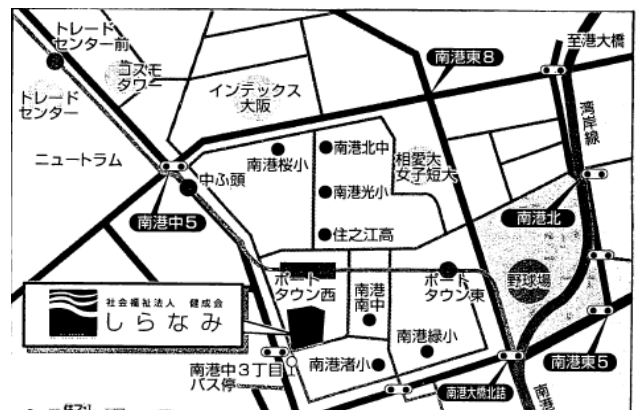 トレード
センター前
コスモ
タワー
トレード
センター
インテックス
大阪
南港東8
至港大橋
湾岸線
ニュートラム
中ふ頭
南港中5
南港桜小
南港北中
南港光小
住之江高
相愛大
女子短大
南港北
ポート
タウン西
南港
南中
ポート
タウン東
野球場
社会福祉法人 健成会
しらなみ
南港中3丁目
バス停
南港渚小
南港緑小
南港大橋北詰
南港東5
南港